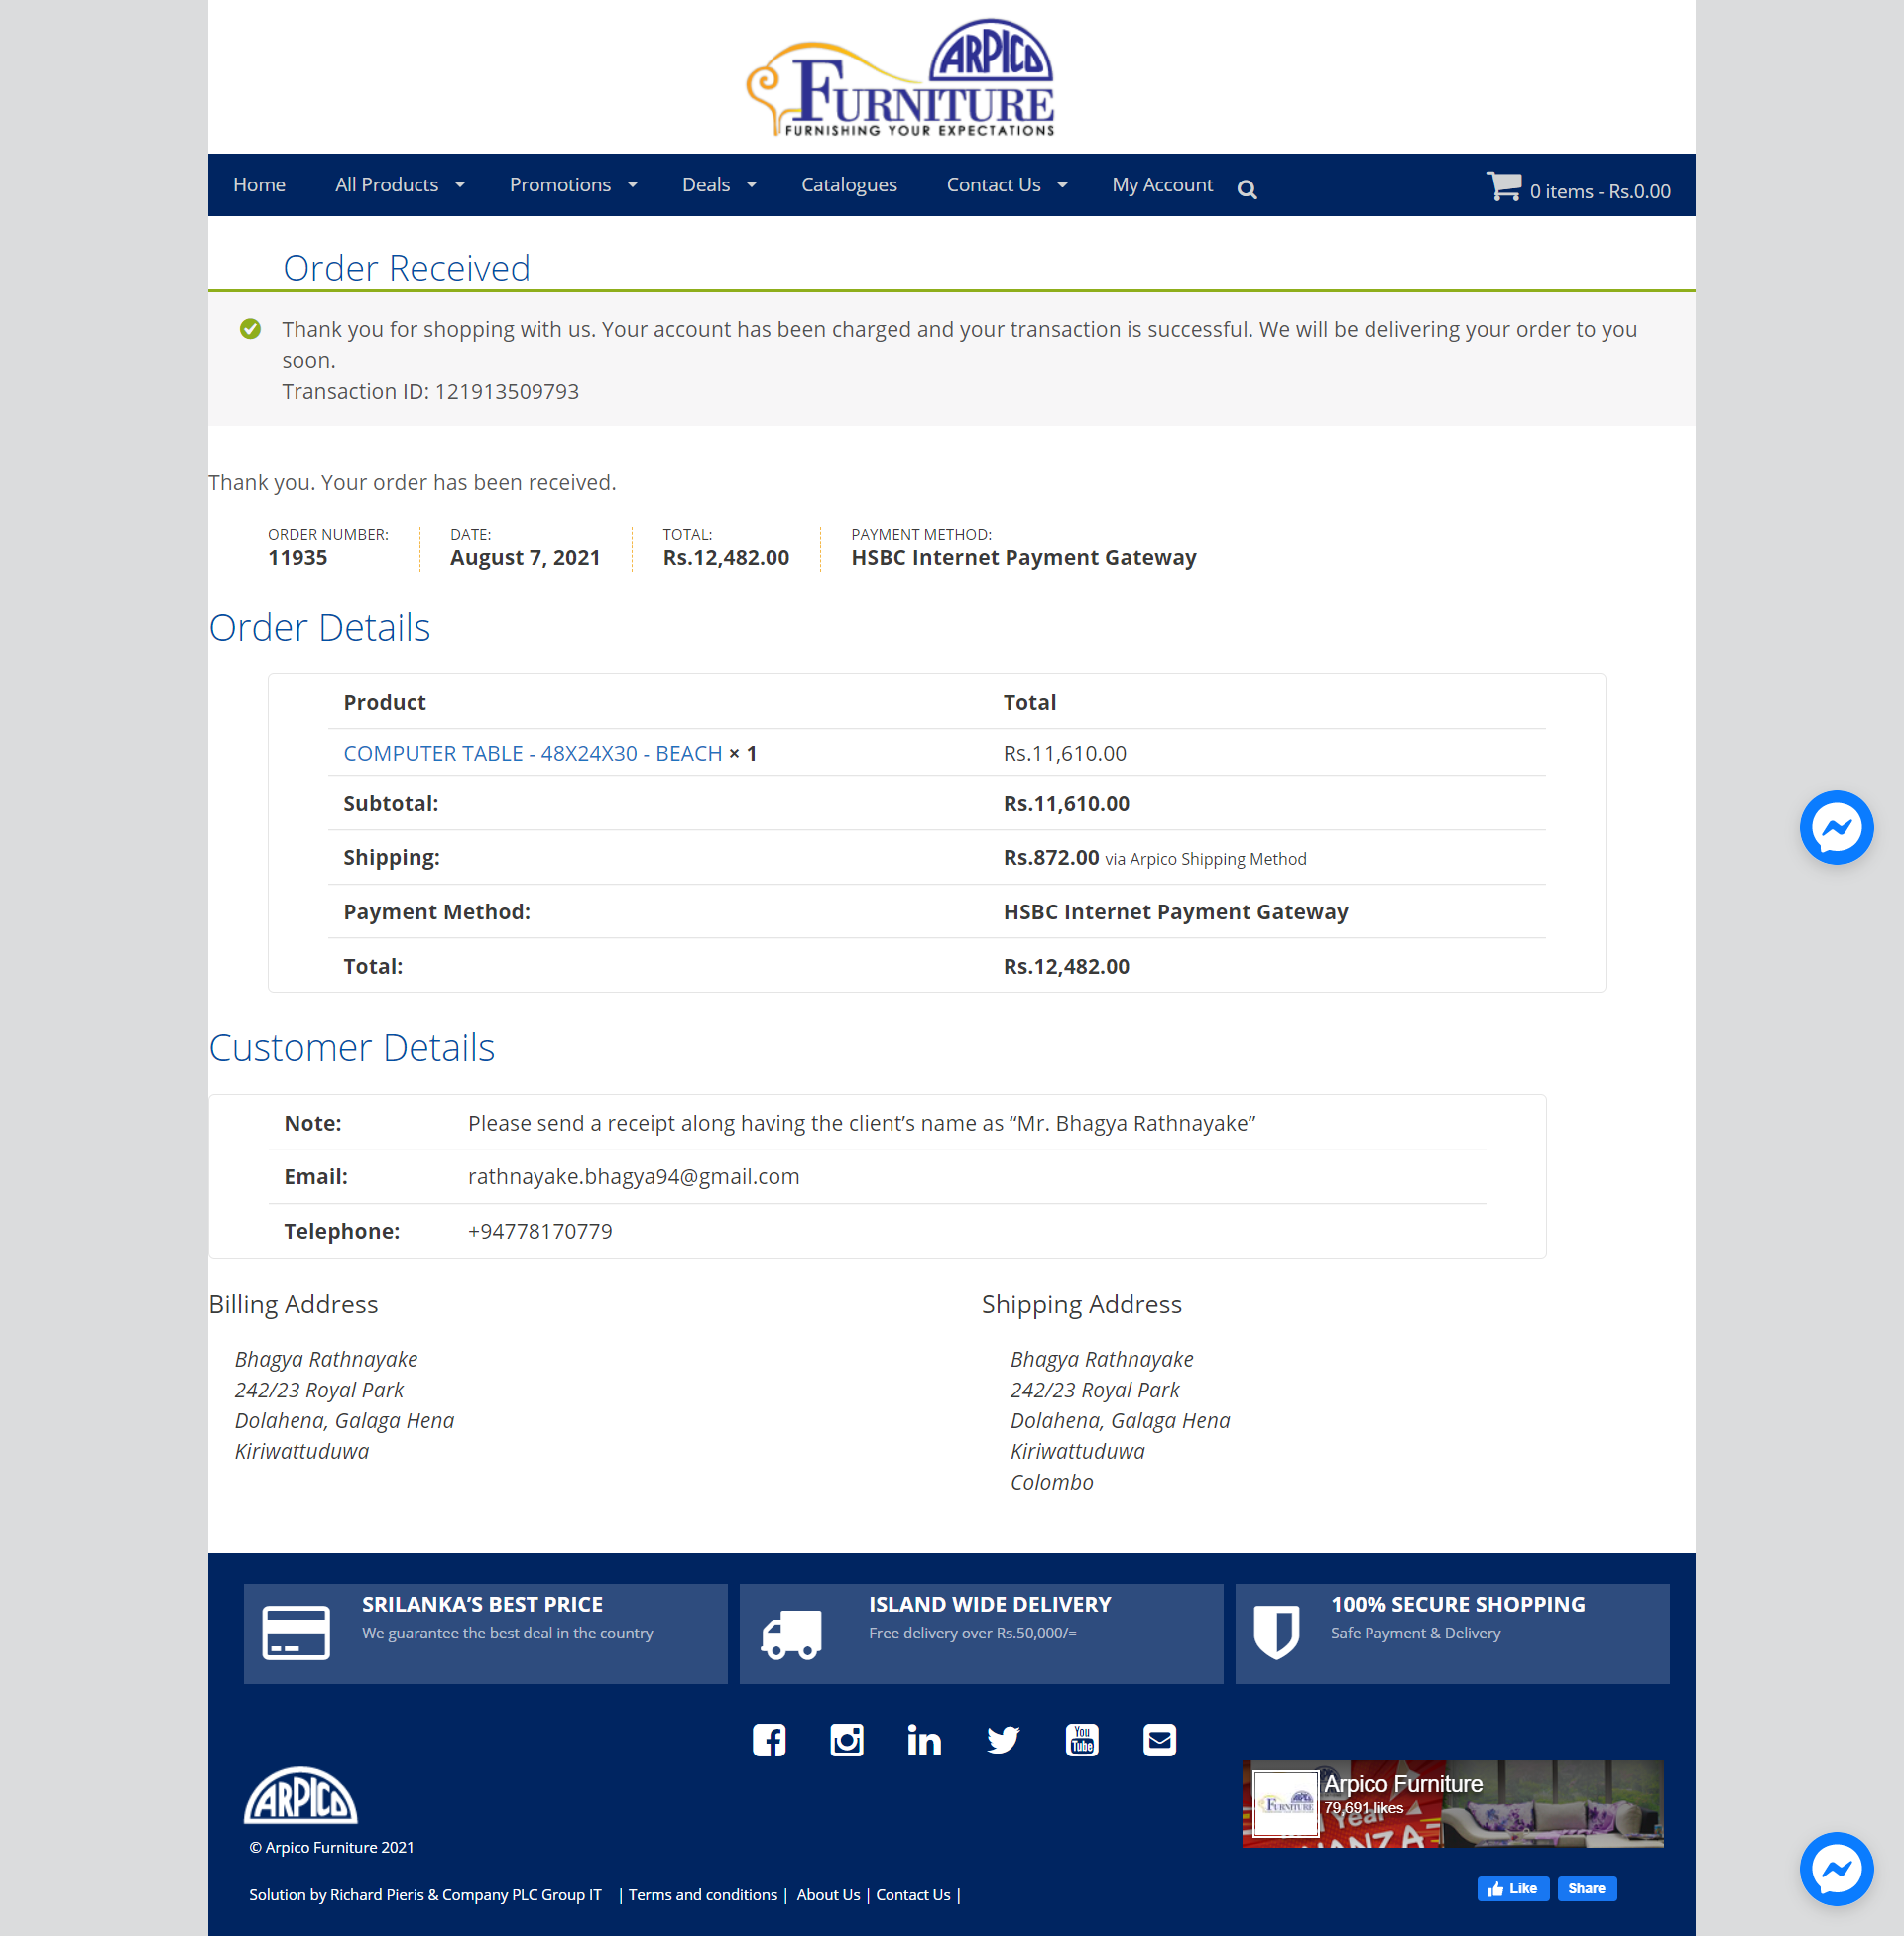 ARPICO
FURNITURE
FURNISHING YOUR EXPECTATIONS
Home All Products Promotions Deals Catalogues Contact Us My Account 0 items - Rs.0.00
Order Received
Thank you for shopping with us. Your account has been charged and your transaction is successful. We will be delivering your order to you
soon.
Transaction ID: 121913509793
Thank you. Your order has been received.
ORDER NUMBER: DATE: TOTAL: PAYMENT METHOD:
11935 August 7, 2021 Rs.12,482.00 HSBC Internet Payment Gateway
Order Details
Product Total
COMPUTER TABLE - 48X24X30 - BEACH × 1 Rs.11,610.00
Subtotal: Rs.11,610.00
Shipping: Rs.872.00 via Arpico Shipping Method
Payment Method: HSBC Internet Payment Gateway
Total: Rs.12,482.00
Customer Details
Note: Please send a receipt along having the client’s name as “Mr. Bhagya Rathnayake”
Email: rathnayake.bhagya94@gmail.com
Telephone: +94778170779
Billing Address Shipping Address
Bhagya Rathnayake Bhagya Rathnayake
242/23 Royal Park 242/23 Royal Park
Dolahena, Galaga Hena Dolahena, Galaga Hena
Kiriwattuduwa Kiriwattuduwa
Colombo
SRILANKA’S BEST PRICE ISLAND WIDE DELIVERY 100% SECURE SHOPPING
We guarantee the best deal in the country Free delivery over Rs.50,000/= Safe Payment & Delivery
You
Tube
ARPICO
Arpico Furniture
79,691 likes
FURNITURE
Year
© Arpico Furniture 2021
Solution by Richard Pieris & Company PLC Group IT | Terms and conditions | About Us | Contact Us |
Like Share